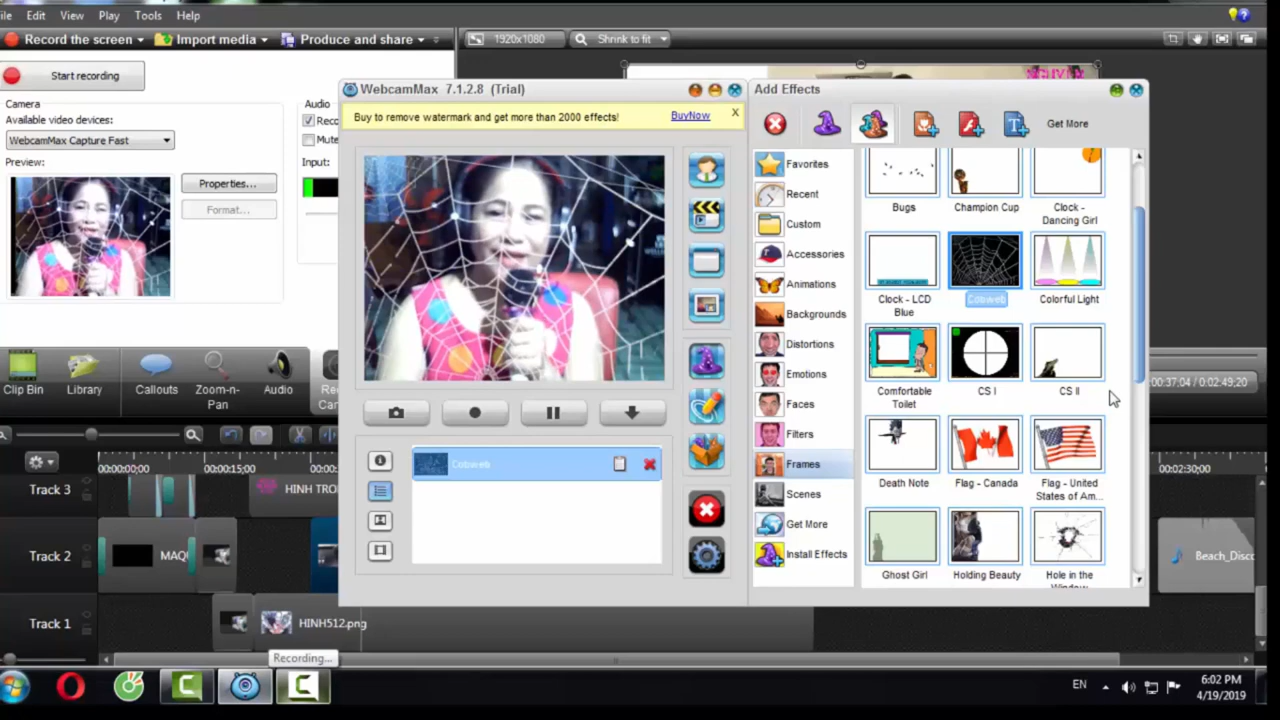 ile Edit View Play Tools Help
Record the screen Import media Produce and share
1920x1080 Shrink to fit
Start recording
Camera
Available video devices:
WebcamMax Capture Fast
Preview:
Properties...
Format...
Audio
Reco
Mute
Input:
WebcamMax 7.1.2.8 (Trial)
Buy to remove watermark and get more than 2000 effects! BuyNow X
Cobweb
Add Effects
Get More
Favorites
Recent
Custom
Accessories
Animations
Backgrounds
Distortions
Emotions
Faces
Filters
Frames
Scenes
Get More
Install Effects
Bugs
Champion Cup
Clock -
Dancing Girl
Clock - LCD
Blue
Cobweb
Colorful Light
Comfortable
Toilet
CS I
CS II
Death Note
Flag - Canada
Flag - United
States of Am...
Ghost Girl
Holding Beauty
Hole in the
Window
Clip Bin
Library
Callouts
Zoom-n-
Pan
Audio
Re
Car
00:37;04 / 0:02:49;20
00:00:00;00 00:00:15;00 00:00: 00:02:30;00
Track 3
HINH TRO
Track 2
MAQ
Beach_Disco
Track 1
HINH512.png
Recording...
EN
6:02 PM
4/19/2019